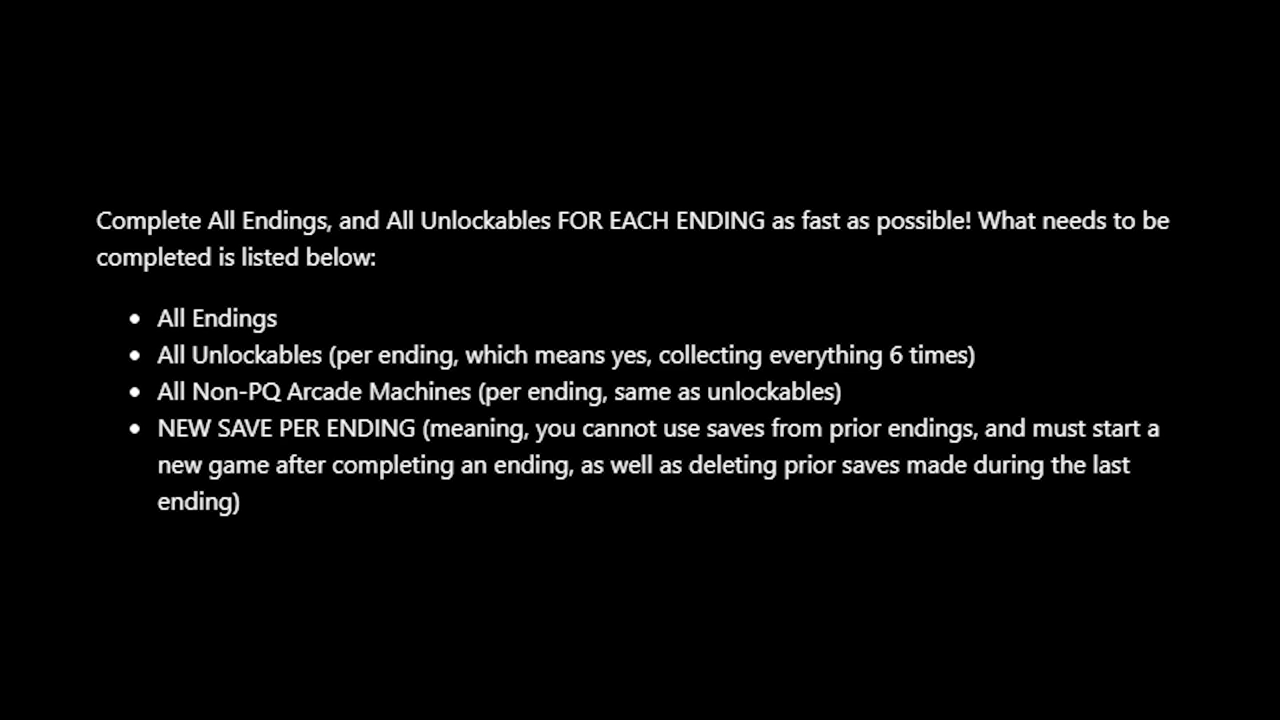 Complete All Endings, and All Unlockables FOR EACH ENDING as fast as possible! What needs to be
completed is listed below:
• All Endings
• All Unlockables (per ending, which means yes, collecting everything 6 times)
• All Non-PQ Arcade Machines (per ending, same as unlockables)
• NEW SAVE PER ENDING (meaning, you cannot use saves from prior endings, and must start a
new game after completing an ending, as well as deleting prior saves made during the last
ending)